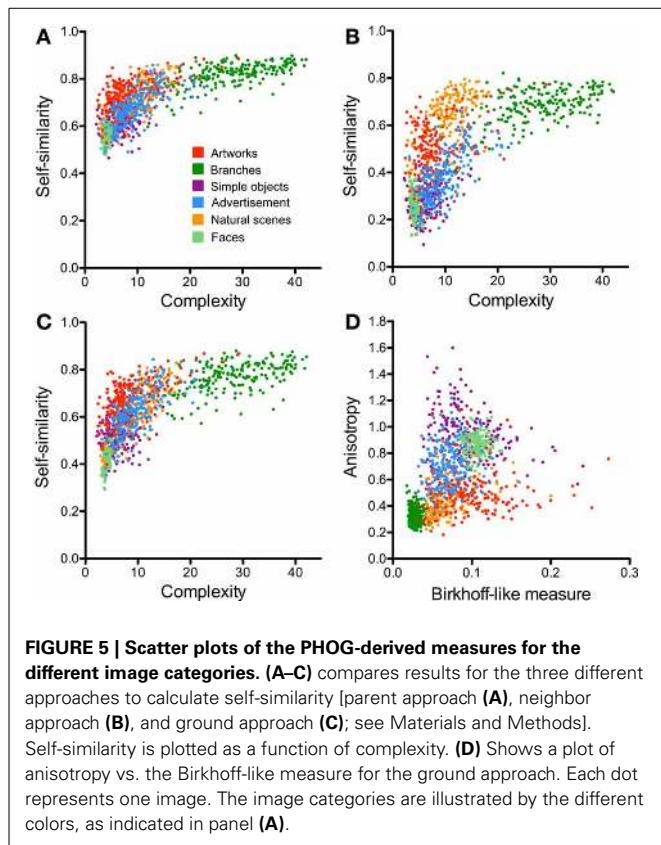 A
1.0
0.8
0.6
0.4
0.2
0.0
Self-similarity
0 10 20 30 40
Complexity
Artworks
Branches
Simple objects
Advertisement
Natural scenes
Faces
B
1.0
0.8
0.6
0.4
0.2
0.0
Self-similarity
0 10 20 30 40
Complexity
C
1.0
0.8
0.6
0.4
0.2
0.0
Self-similarity
0 10 20 30 40
Complexity
D
1.8
1.6
1.4
1.2
1.0
0.8
0.6
0.4
0.2
0.0
Anisotropy
0.0 0.1 0.2 0.3
Birkhoff-like measure
FIGURE 5 | Scatter plots of the PHOG-derived measures for the
different image categories. (A–C) compares results for the three different
approaches to calculate self-similarity [parent approach (A), neighbor
approach (B), and ground approach (C); see Materials and Methods].
Self-similarity is plotted as a function of complexity. (D) Shows a plot of
anisotropy vs. the Birkhoff-like measure for the ground approach. Each dot
represents one image. The image categories are illustrated by the different
colors, as indicated in panel (A).